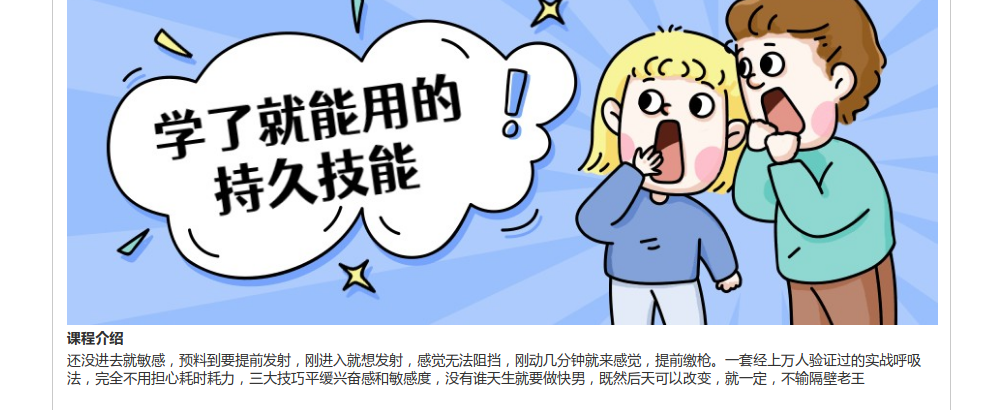 学了就能用的
持久技能
!
课程介绍
还没进去就敏感，预料到要提前发射，刚进入就想发射，感觉无法阻挡，刚动几分钟就来感觉，提前缴枪。一套经上万人验证过的实战呼吸
法，完全不用担心耗时耗力，三大技巧平缓兴奋感和敏感度，没有谁天生就要做快男，既然后天可以改变，就一定，不输隔壁老王